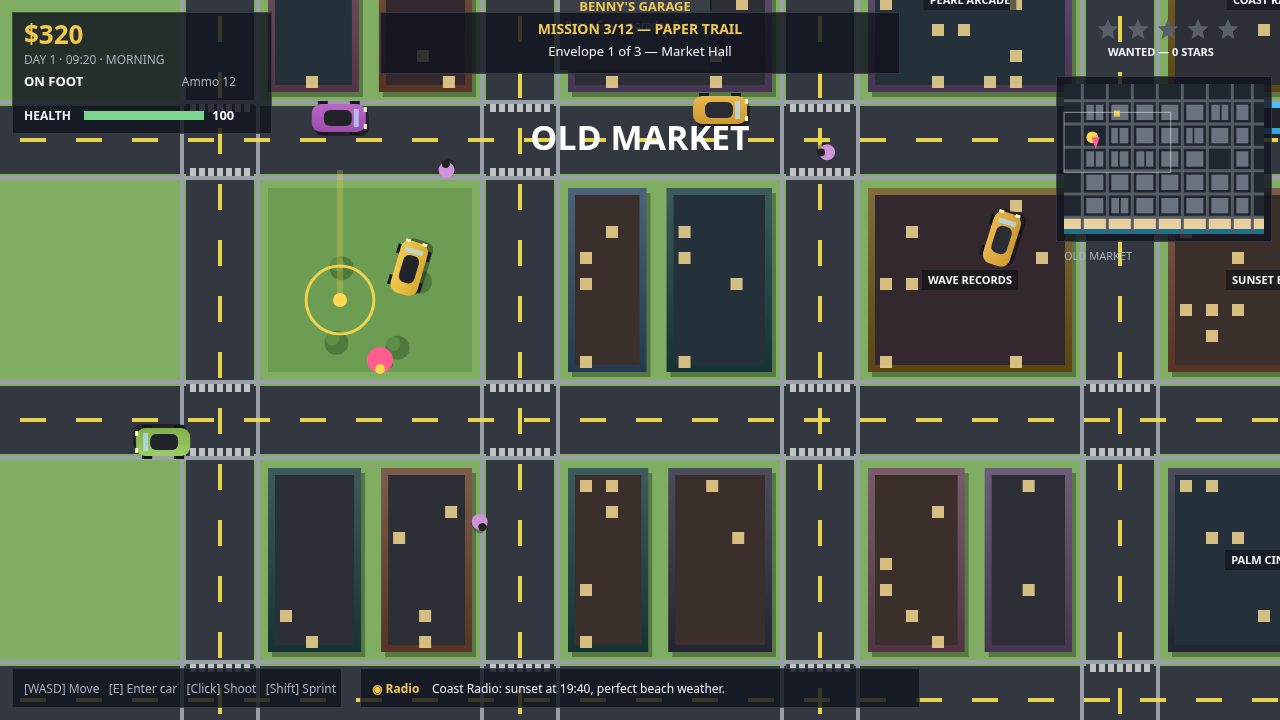 $320
DAY 1 · 09:20 · MORNING
ON FOOT
Ammo 12
HEALTH 100
BENNY'S GARAGE
MISSION 3/12 — PAPER TRAIL
Envelope 1 of 3 — Market Hall
OLD MARKET
PEARL ARCADE
WANTED — 0 STARS
OLD MARKET
WAVE RECORDS
[WASD] Move [E] Enter car [Click] Shoot [Shift] Sprint
◉ Radio Coast Radio: sunset at 19:40, perfect beach weather.
SUNSET
PALM